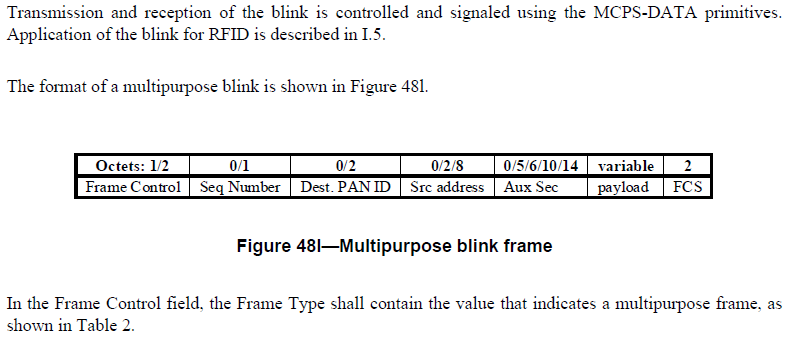 Transmission and reception of the blink is controlled and signaled using the MCPS-DATA primitives.
Application of the blink for RFID is described in I.5.
The format of a multipurpose blink is shown in Figure 48l.
Octets: 1/2 0/1 0/2 0/2/8 0/5/6/10/14 variable 2
Frame Control Seq Number Dest. PAN ID Src address Aux Sec payload FCS
Figure 48l—Multipurpose blink frame
In the Frame Control field, the Frame Type shall contain the value that indicates a multipurpose frame, as
shown in Table 2.